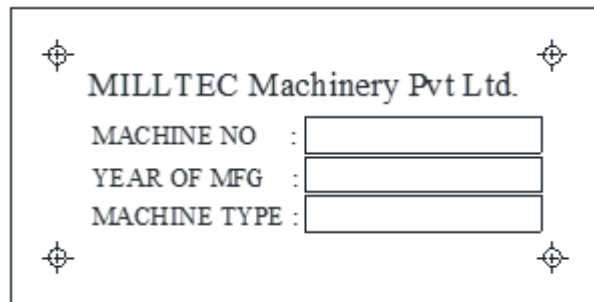 MILLTEC Machinery Pvt Ltd.
MACHINE NO :
YEAR OF MFG :
MACHINE TYPE :